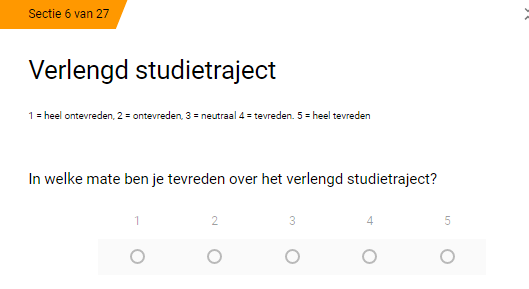 Sectie 6 van 27
Verlengd studietraject
1 = heel ontevreden, 2 = ontevreden, 3 = neutraal 4 = tevreden. 5 = heel tevreden
In welke mate ben je tevreden over het verlengd studietraject?
1 2 3 4 5